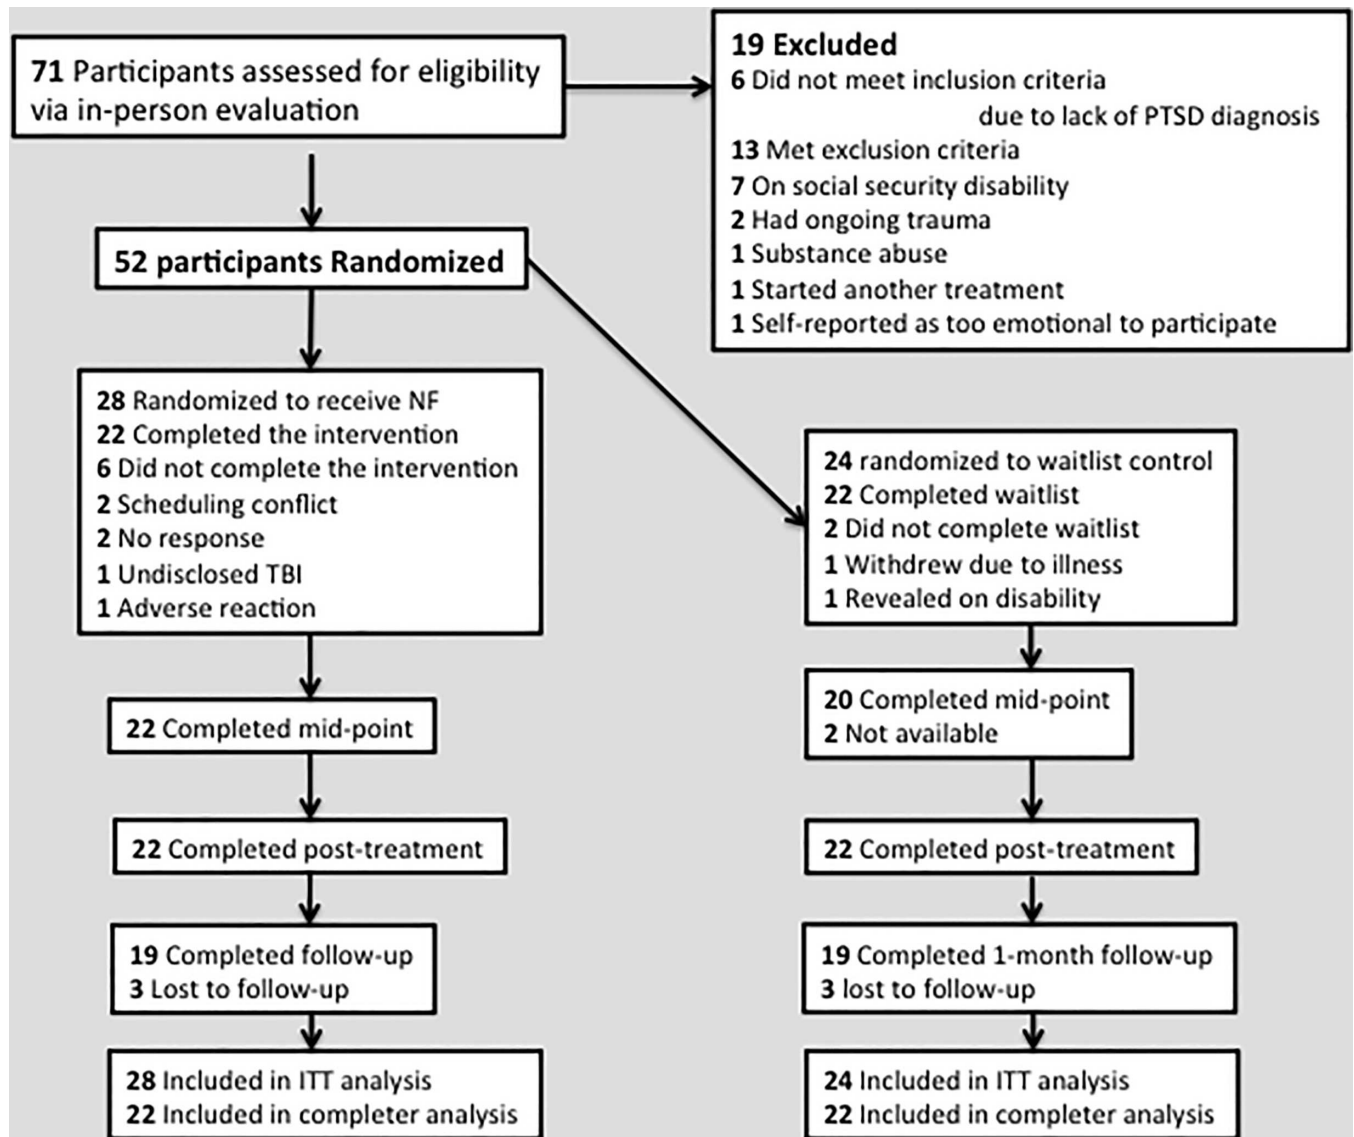 71 Participants assessed for eligibility
via in-person evaluation
19 Excluded
6 Did not meet inclusion criteria
due to lack of PTSD diagnosis
13 Met exclusion criteria
7 On social security disability
2 Had ongoing trauma
1 Substance abuse
1 Started another treatment
1 Self-reported as too emotional to participate
52 participants Randomized
28 Randomized to receive NF
22 Completed the intervention
6 Did not complete the intervention
2 Scheduling conflict
2 No response
1 Undisclosed TBI
1 Adverse reaction
24 randomized to waitlist control
22 Completed waitlist
2 Did not complete waitlist
1 Withdrew due to illness
1 Revealed on disability
22 Completed mid-point
20 Completed mid-point
2 Not available
22 Completed post-treatment
22 Completed post-treatment
19 Completed follow-up
3 Lost to follow-up
19 Completed 1-month follow-up
3 lost to follow-up
28 Included in ITT analysis
22 Included in completer analysis
24 Included in ITT analysis
22 Included in completer analysis